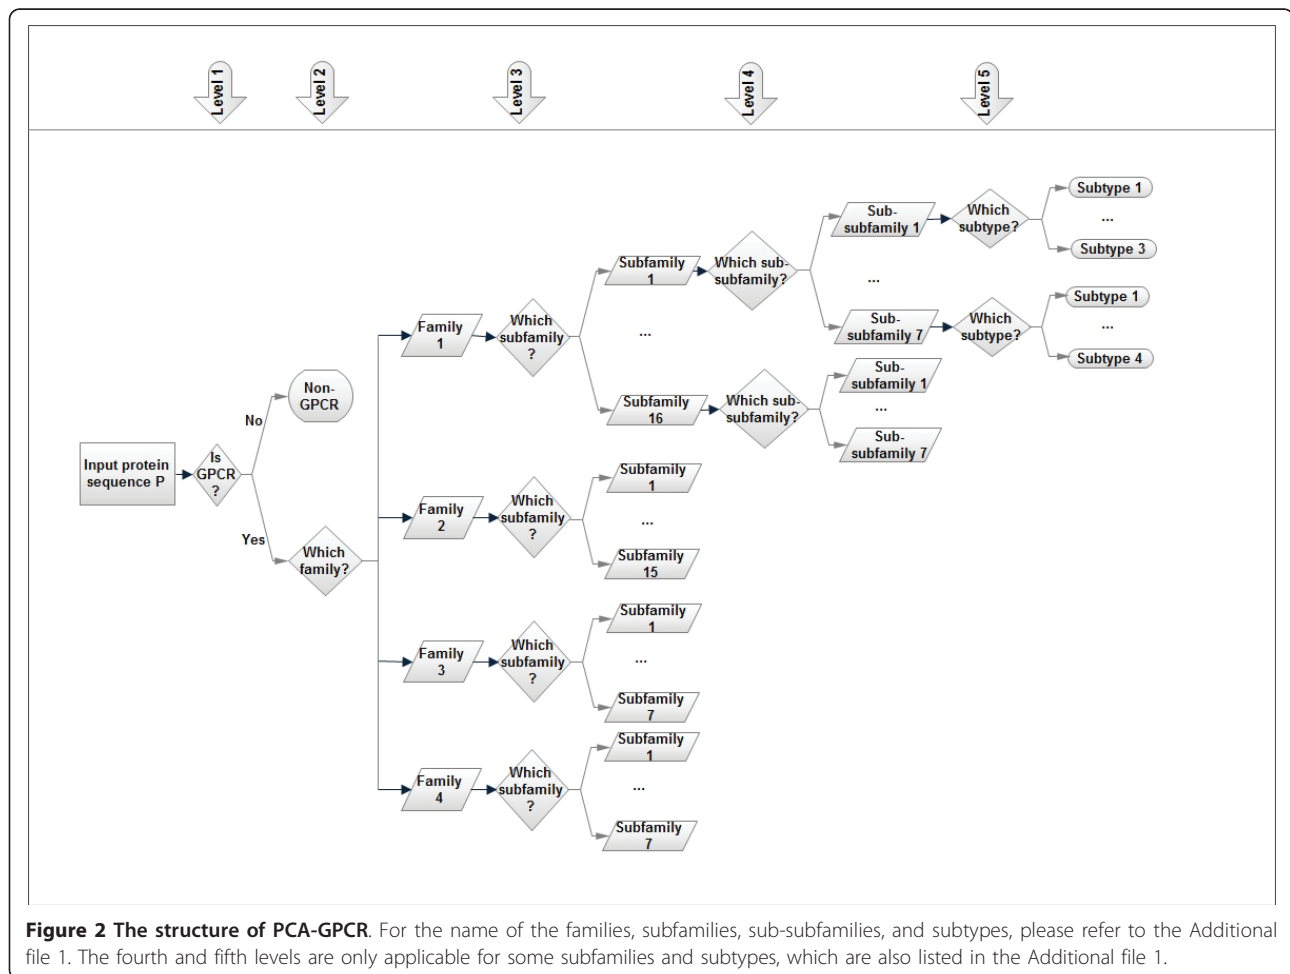 Level 1
Level 2
Level 3
Level 4
Level 5
Input protein
sequence P
Is
GPCR
?
No
Yes
Non-
GPCR
Which
family?
Family
1
Which
subfamily
?
Subfamily
1
...
Subfamily
16
Which sub-
subfamily?
Sub-
subfamily 1
...
Sub-
subfamily 7
Which
subtype?
Subtype 1
...
Subtype 3
Which
subtype?
Subtype 1
...
Subtype 4
Which sub-
subfamily?
Sub-
subfamily 1
...
Sub-
subfamily 7
Family
2
Which
subfamily
?
Subfamily
1
...
Subfamily
15
Family
3
Which
subfamily
?
Subfamily
1
...
Subfamily
7
Family
4
Which
subfamily
?
Subfamily
1
...
Subfamily
7
Figure 2 The structure of PCA-GPCR. For the name of the families, subfamilies, sub-subfamilies, and subtypes, please refer to the Additional
file 1. The fourth and fifth levels are only applicable for some subfamilies and subtypes, which are also listed in the Additional file 1.